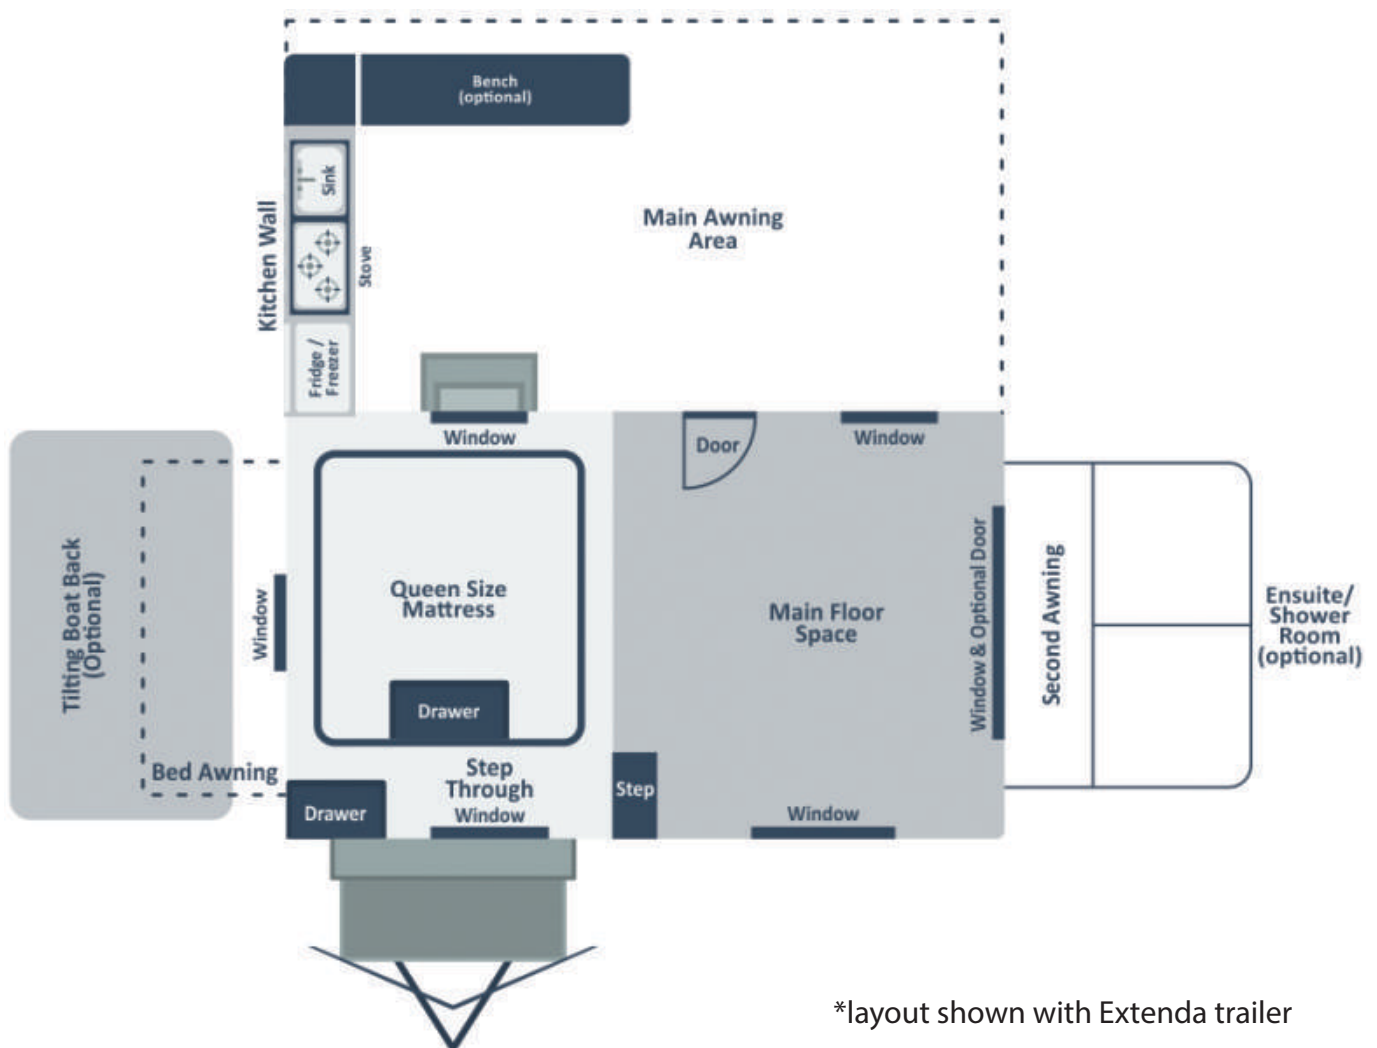 Bench
(optional)
Sink
Kitchen Wall
Stove
Main Awning
Area
Fridge /
Freezer
Window
Door
Window
Tilting Boat Back
(Optional)
Window
Queen Size
Mattress
Drawer
Main Floor
Space
Window & Optional Door
Second Awning
Ensuite/
Shower
Room
(optional)
Bed Awning
Step
Through
Step
Drawer
Window
Window
*layout shown with Extenda trailer